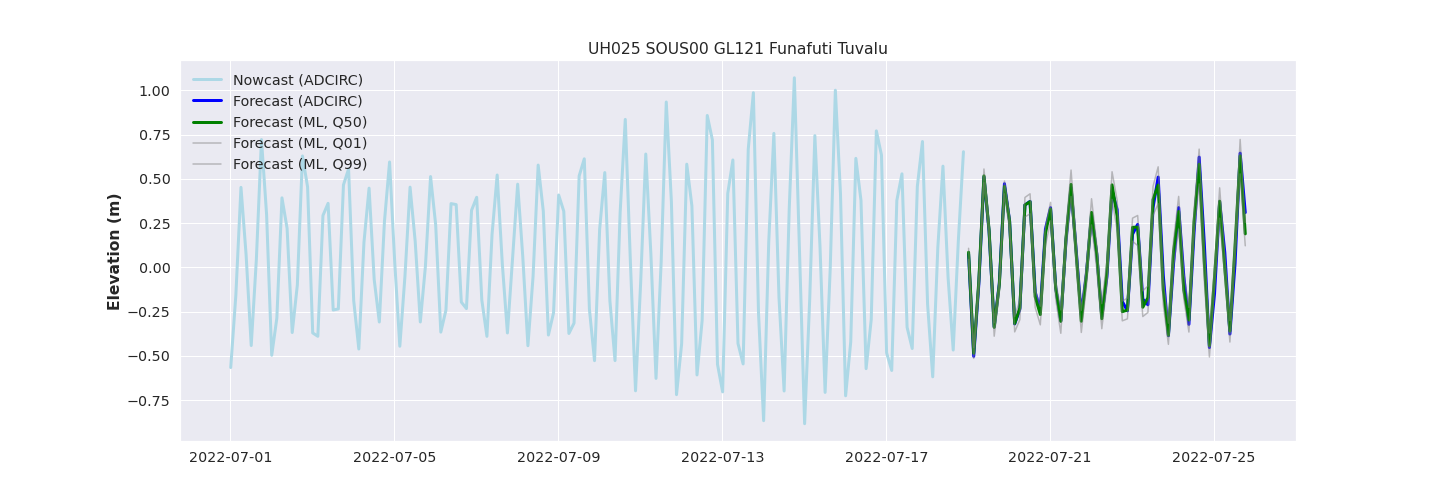 UH025 SOUS00 GL121 Funafuti Tuvalu
Nowcast (ADCIRC)
Forecast (ADCIRC)
Forecast (ML, Q50)
Forecast (ML, Q01)
Forecast (ML, Q99)
Elevation (m)
1.00
0.75
0.50
0.25
0.00
−0.25
−0.50
−0.75
2022-07-01 2022-07-05 2022-07-09 2022-07-13 2022-07-17 2022-07-21 2022-07-25